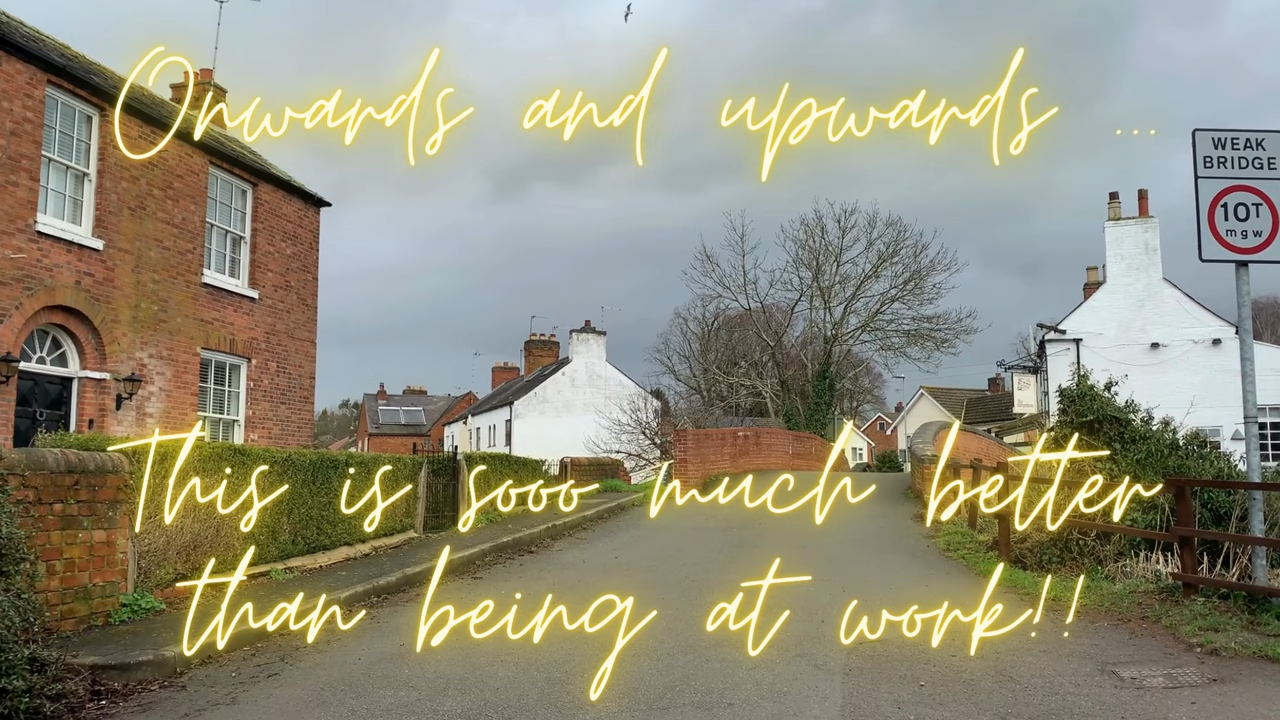 Onwards and upwards ...
WEAK
BRIDGE
10T
mgw
This is sooo much better
than being at work!!